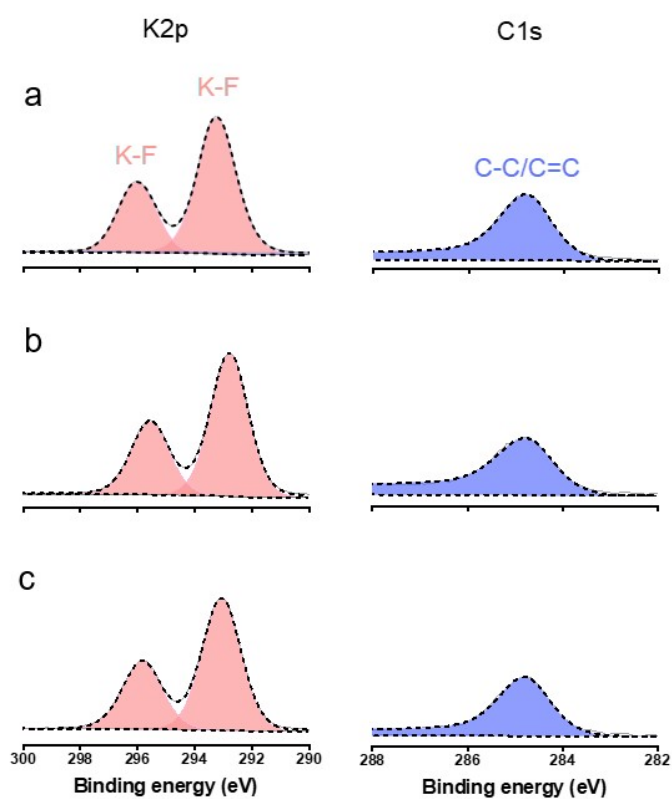 K2p
C1s
a
K-F
K-F
C-C/C=C
b
c
300 298 296 294 292 290
288 286 284 282
Binding energy (eV)
Binding energy (eV)